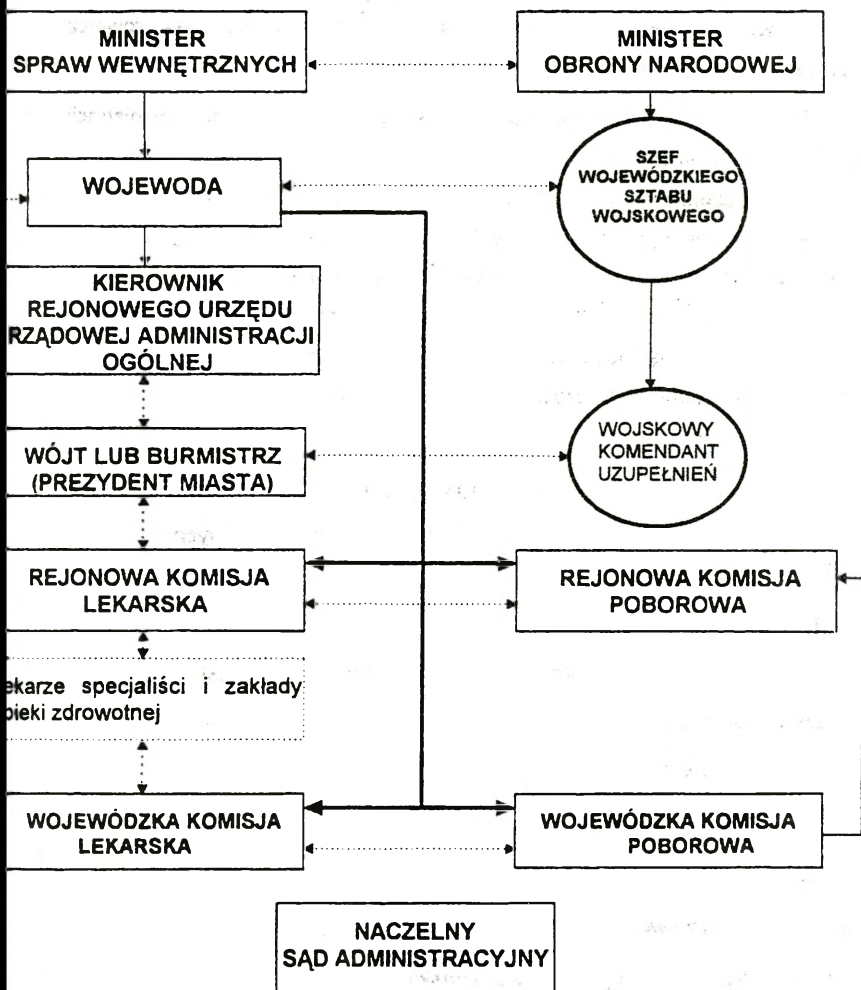 MINISTER
SPRAW WEWNĘTRZNYCH
MINISTER
OBRONY NARODOWEJ
WOJEWODA
SZEF
WOJEWÓDZKIEGO
SZTABU
WOJSKOWEGO
KIEROWNIK
REJONOWEGO URZĘDU
RZĄDOWEJ ADMINISTRACJI
OGÓLNEJ
WÓJT LUB BURMISTRZ
(PREZYDENT MIASTA)
WOJSKOWY
KOMENDANT
UZUPEŁNIEŃ
REJONOWA KOMISJA
LEKARSKA
REJONOWA KOMISJA
POBOROWA
ekarze specjaliści i zakłady
pieki zdrowotnej
WOJEWÓDZKA KOMISJA
LEKARSKA
WOJEWÓDZKA KOMISJA
POBOROWA
NACZELNY
SĄD ADMINISTRACYJNY